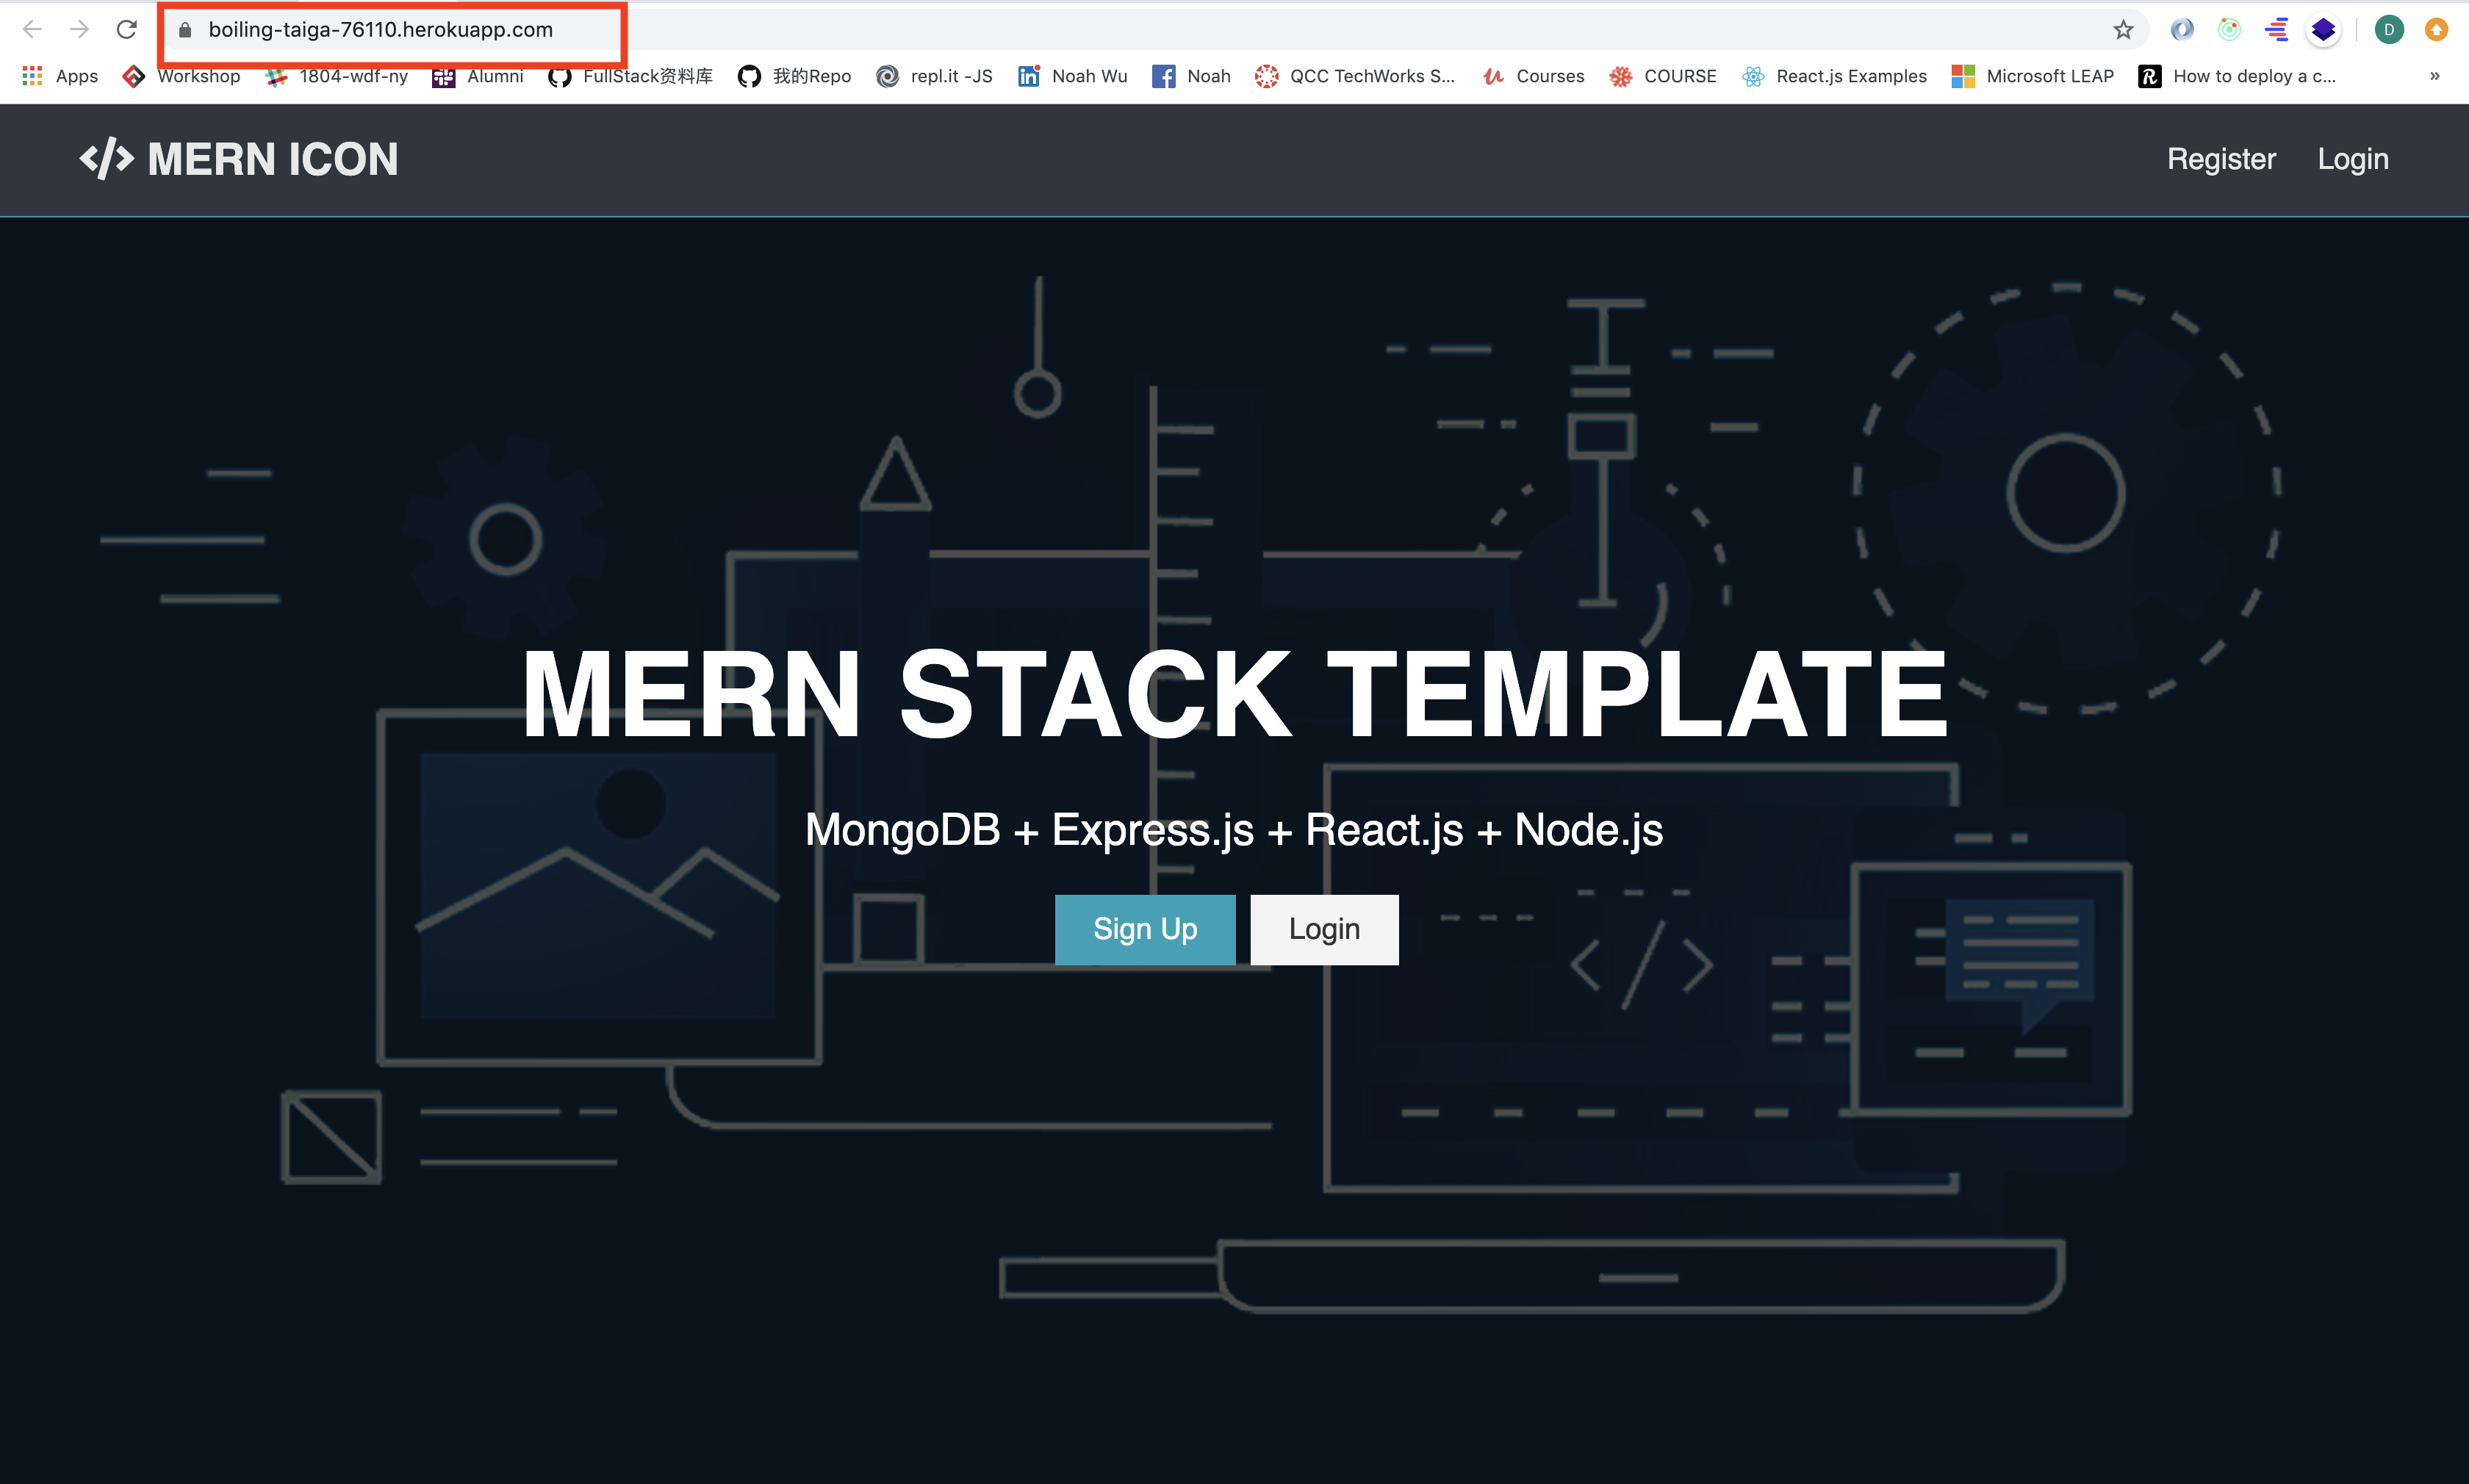 boiling-taiga-76110.herokuapp.com
D
Apps Workshop 1804-wdf-ny Alumni FullStack资料库 我的Repo repl.it -JS Noah Wu Noah QCC TechWorks S... Courses COURSE React.js Examples Microsoft LEAP How to deploy a c... »
</> MERN ICON Register Login
MERN STACK TEMPLATE
MongoDB + Express.js + React.js + Node.js
Sign Up Login
</>